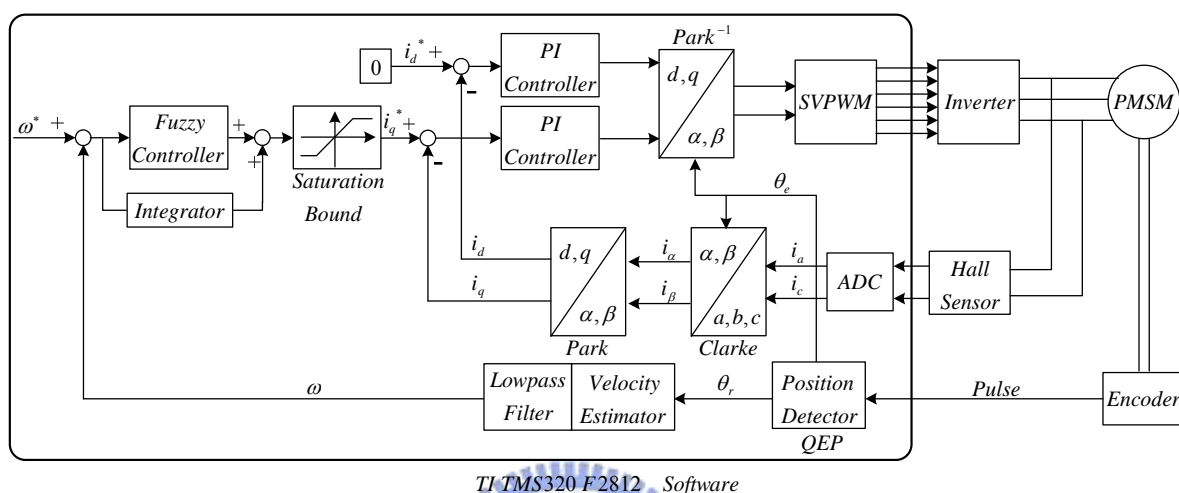 Park⁻¹
i_d* +
0
-
PI
Controller
d,q
α,β
SVPWM
Inverter
PMSM
ω* +
-
Fuzzy
Controller
+
+
Integrator
Saturation
Bound
i_q* +
-
PI
Controller
θ_e
i_d
i_q
d,q
α,β
Park
i_α
i_β
α,β
a,b,c
Clarke
i_a
i_c
ADC
Hall
Sensor
ω
Lowpass
Filter
Velocity
Estimator
θ_r
Position
Detector
QEP
Pulse
Encoder
TI TMS320 F2812 Software